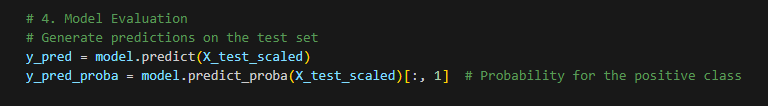 # 4. Model Evaluation
# Generate predictions on the test set
y_pred = model.predict(X_test_scaled)
y_pred_proba = model.predict_proba(X_test_scaled)[:, 1]  # Probability for the positive class